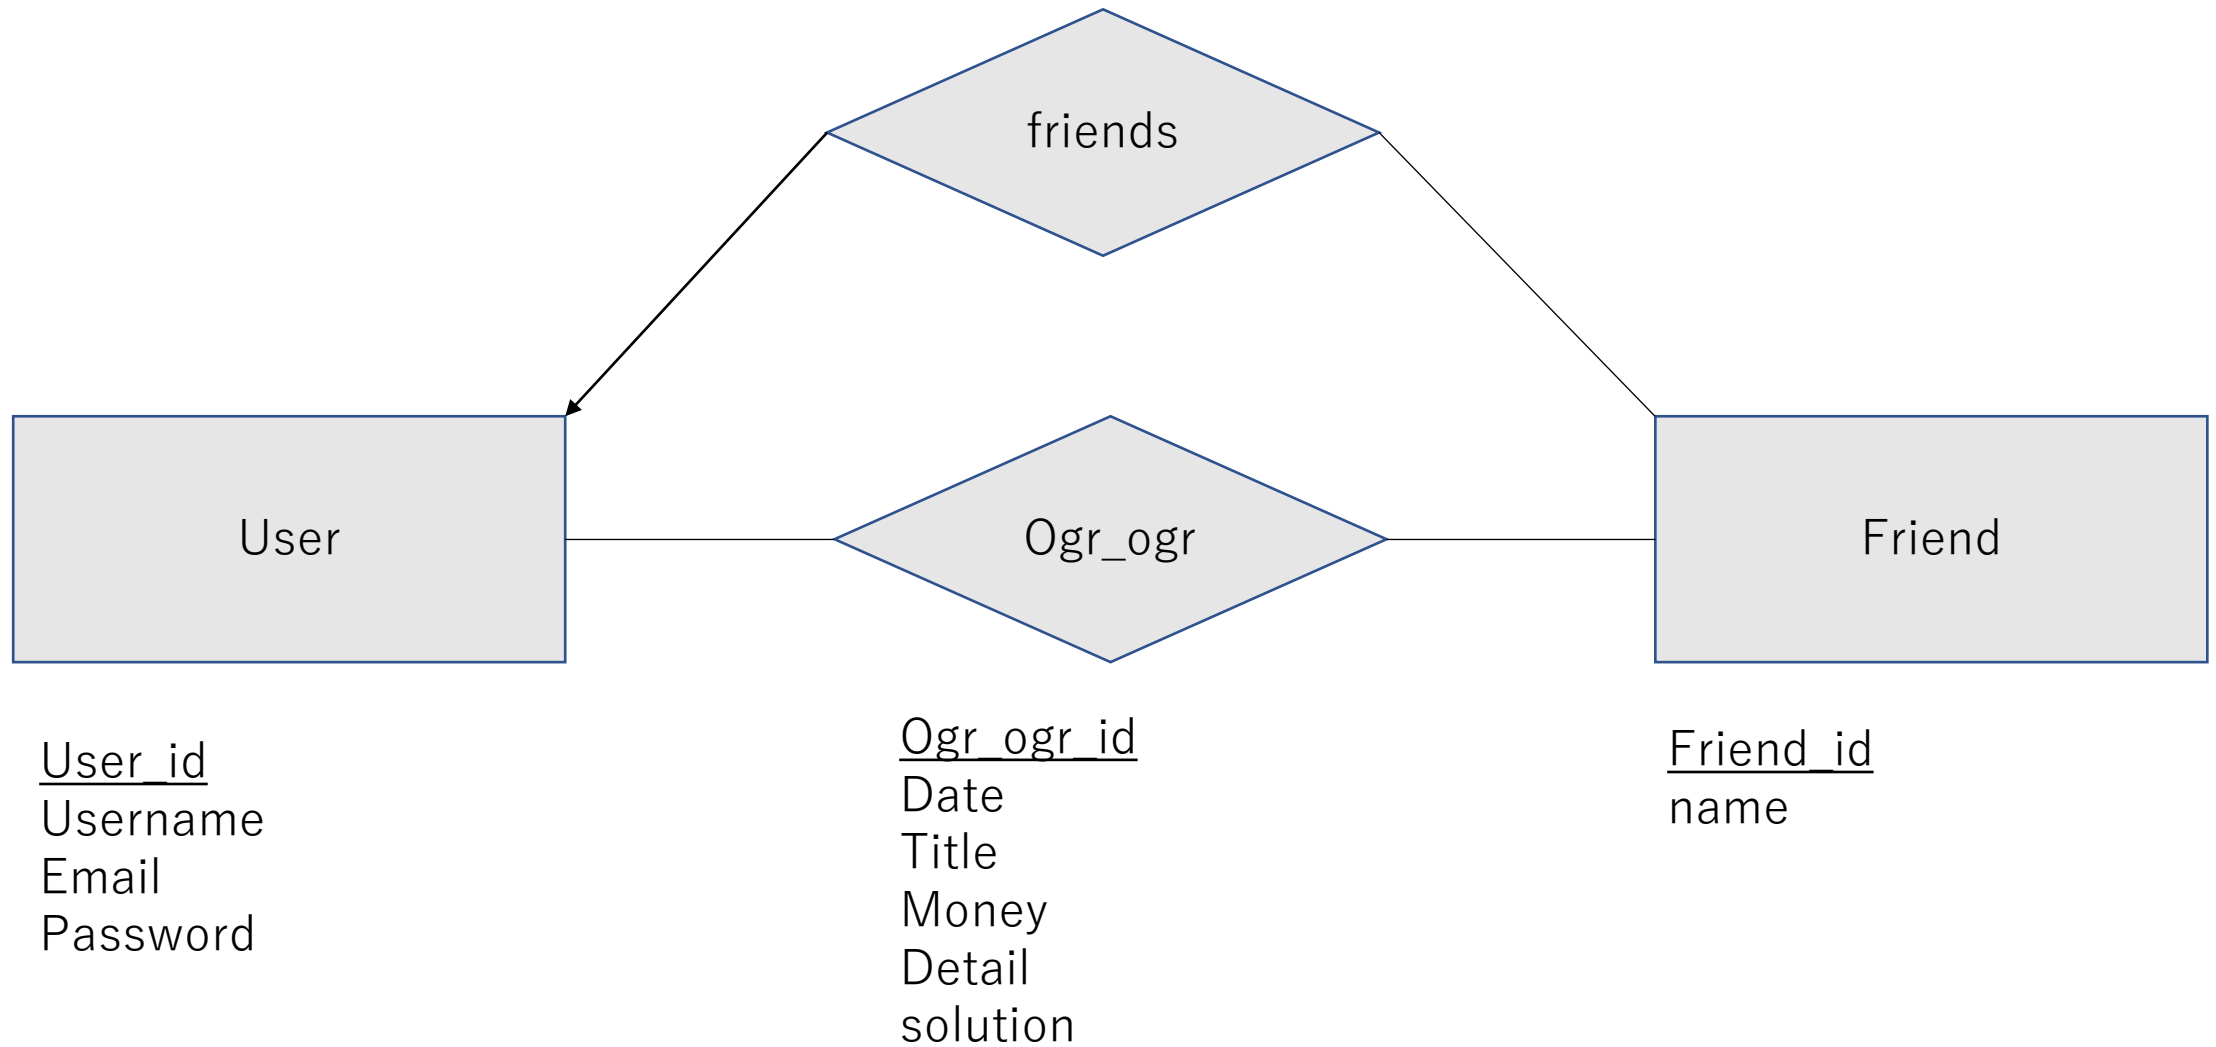 friends
User
Ogr_ogr
Friend
User_id
Username
Email
Password
Ogr_ogr_id
Date
Title
Money
Detail
solution
Friend_id
name